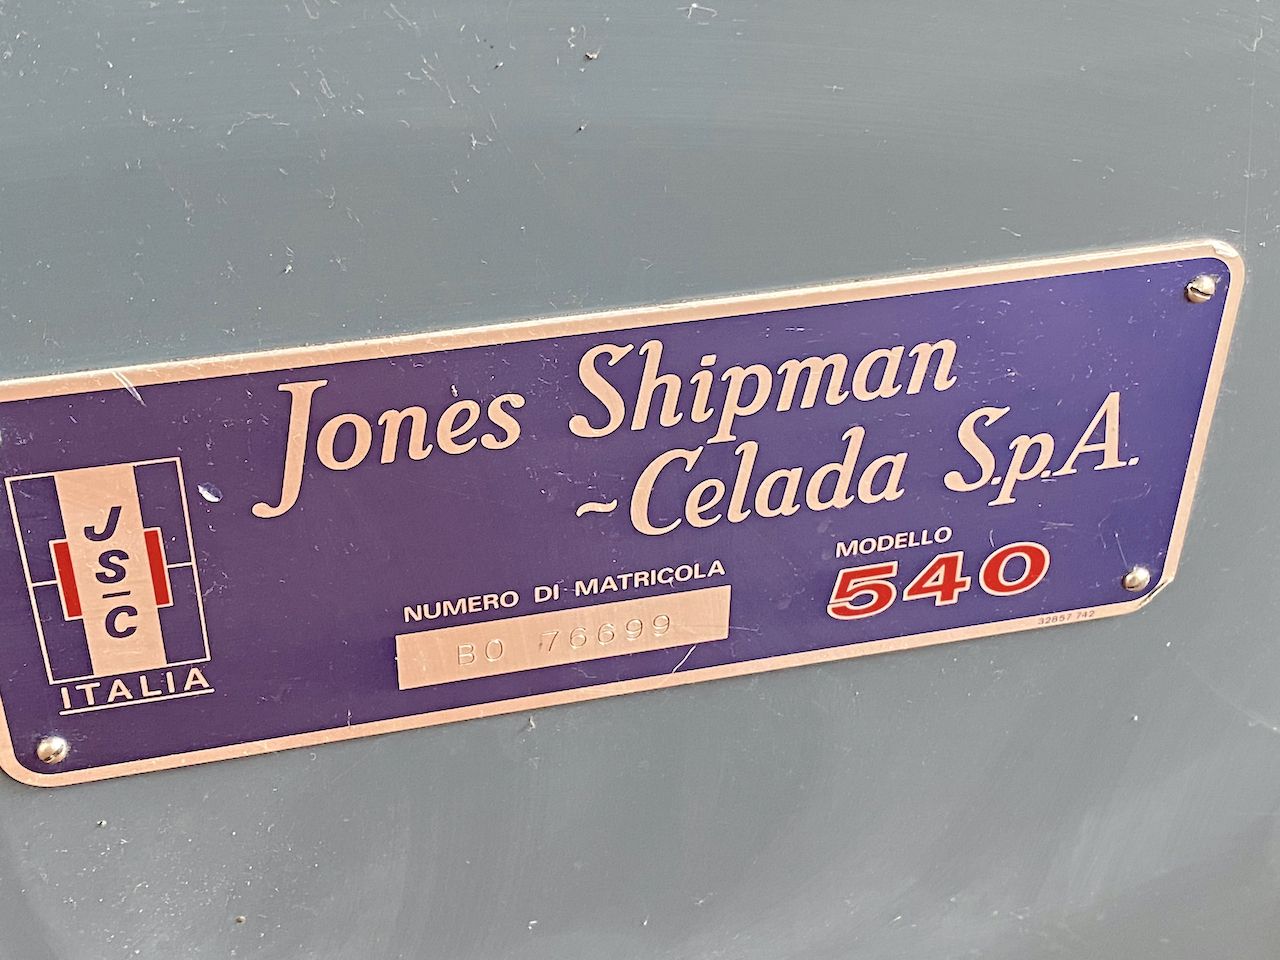 Jones Shipman
~Celada S.p.A.
J
S
-
C
ITALIA
NUMERO DI MATRICOLA
BO 76699
MODELLO
540
32857 742